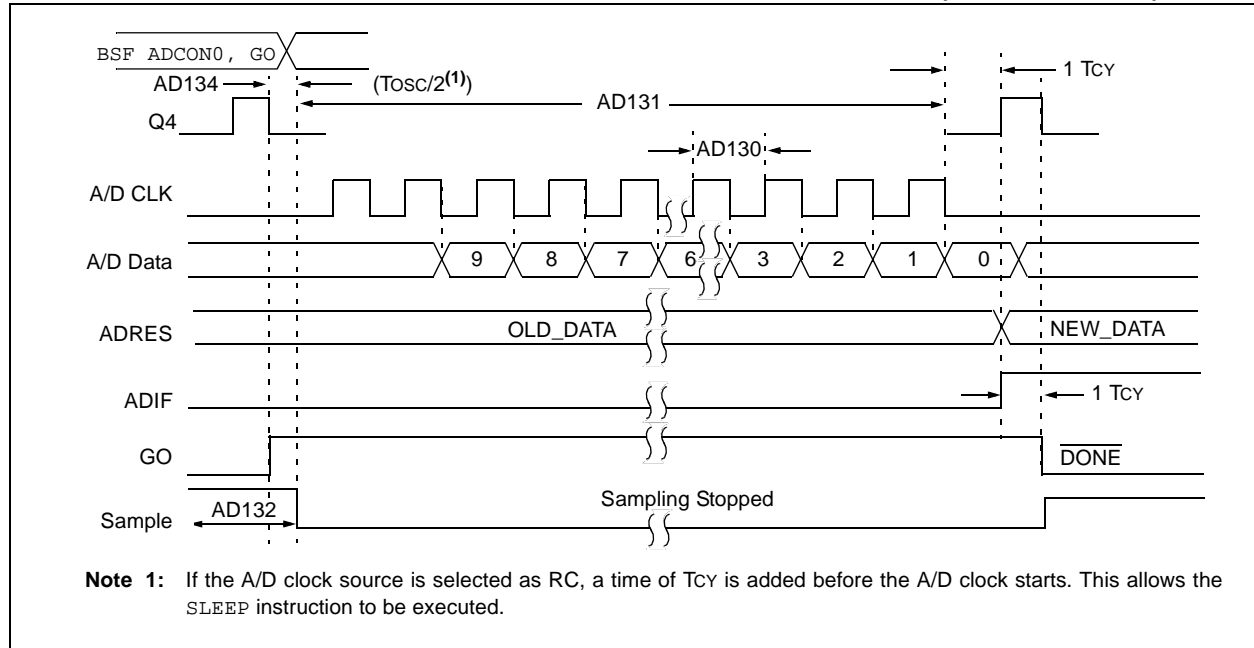 BSF ADCON0, GO
AD134 (TOSC/2(1)) 1 TCY
AD131
Q4
AD130
A/D CLK
A/D Data 9 8 7 6 3 2 1 0
ADRES OLD_DATA NEW_DATA
ADIF 1 TCY
GO DONE
Sampling Stopped
Sample AD132
Note 1: If the A/D clock source is selected as RC, a time of TCY is added before the A/D clock starts. This allows the
SLEEP instruction to be executed.